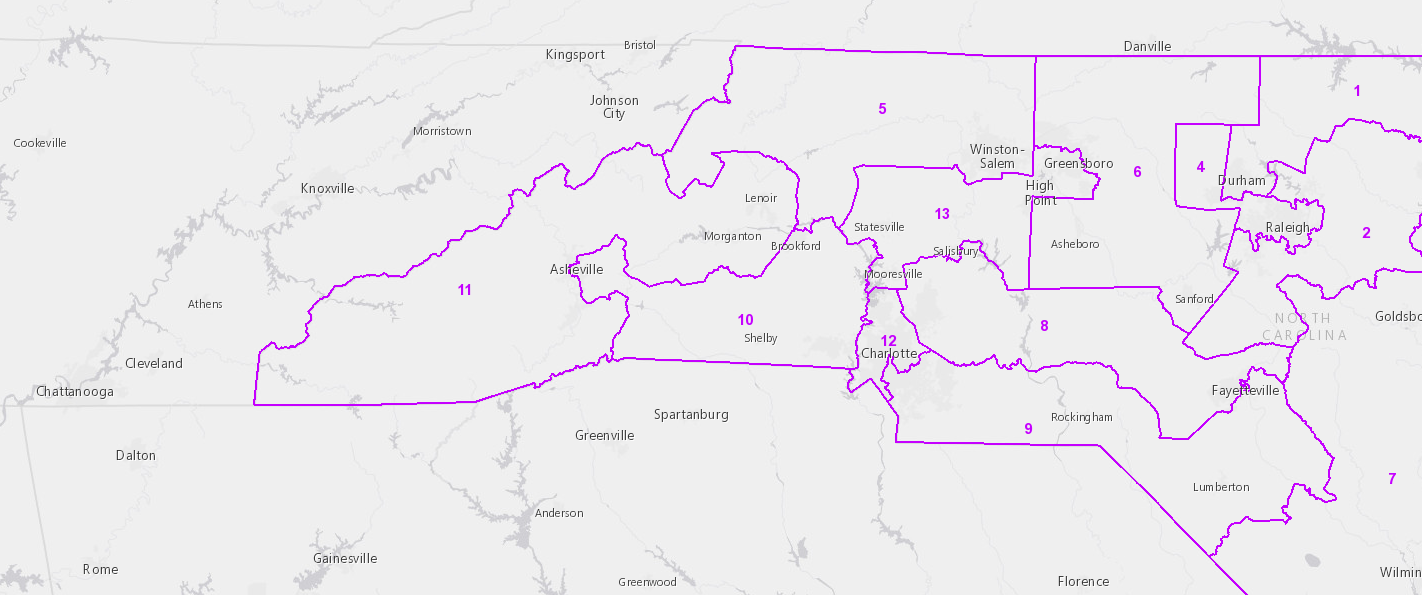 Bristol
Danville
Kingsport
1
Johnson
City
5
Morristown
Cookeville
Winston-
Salem
Greensboro
4
6
Durham
Knoxville
High
Point
Lenoir
13
Statesville
Raleigh
2
Morganton
Brookford
Asheboro
Salisbury
Asheville
Mooresville
11
Athens
Sanford
10
NORTH
CAROLINA
Goldsbo
8
Shelby
12
Charlotte
Cleveland
Chattanooga
Fayetteville
Spartanburg
Rockingham
9
Greenville
Dalton
7
Lumberton
Anderson
Gainesville
Rome
Greenwood
Florence
Wilmin